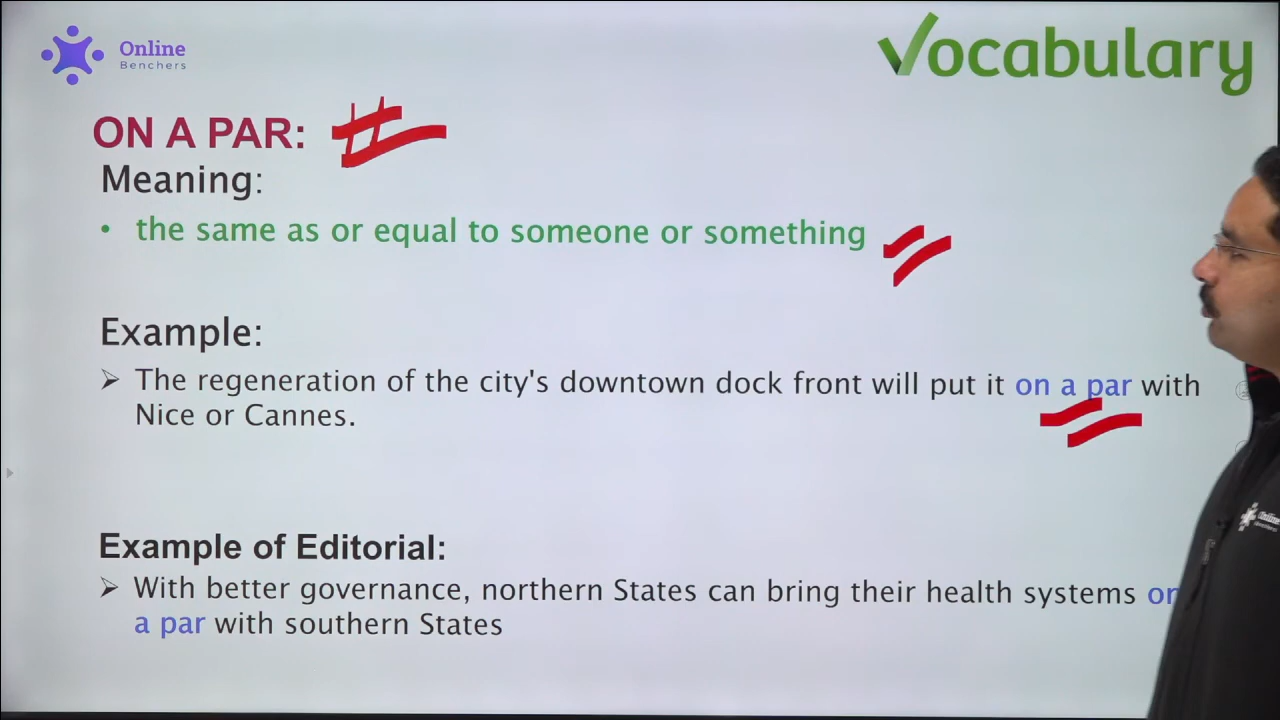 Online
Benchers
Vocabulary
ON A PAR:
Meaning:
• the same as or equal to someone or something
Example:
➢ The regeneration of the city's downtown dock front will put it on a par with
Nice or Cannes.
Example of Editorial:
➢ With better governance, northern States can bring their health systems
a par with southern States
Online